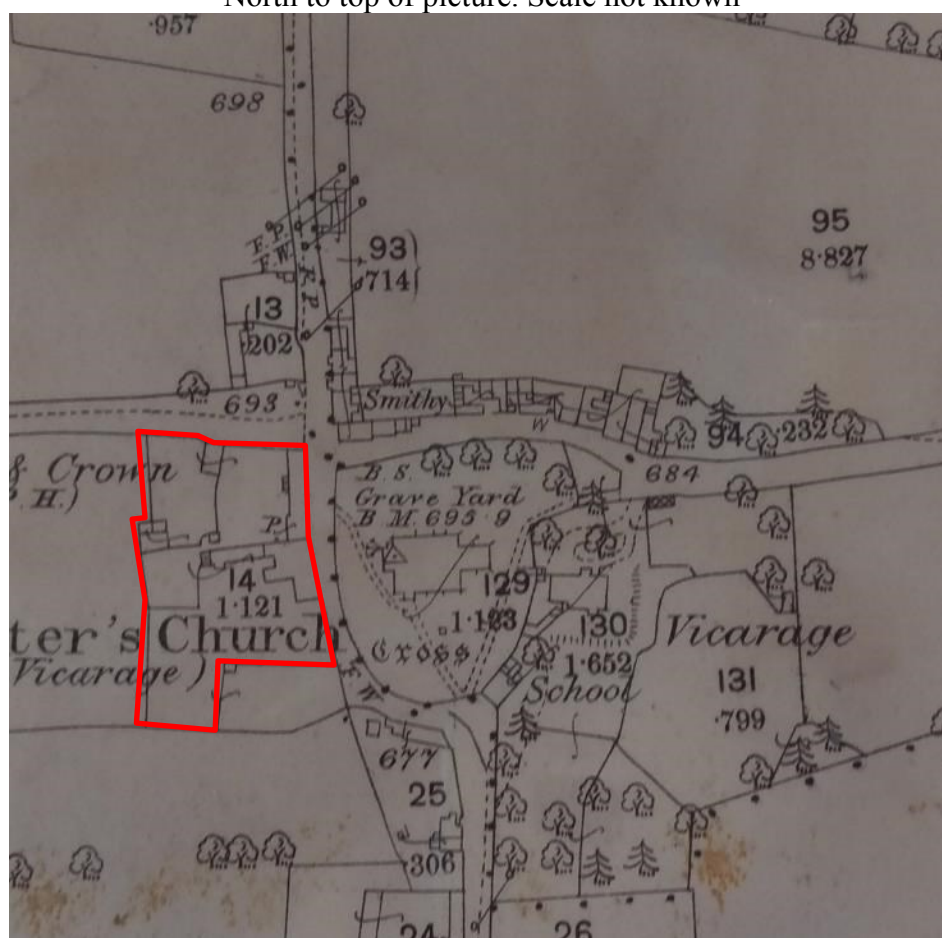 North to top of picture. Scale not known
·957
698
F. P.
F. W
F. P
93
·714
95
8·827
13
·202
693
Smithy
W
94
·232
684
& Crown
P. H.)
B. S.
Grave Yard
B M. 695·9
P
14
1·121
129
1·123
130
1·652
ter's Church
Vicarage )
Cross
School
Vicarage
131
·799
F W
677
25
·306
24
26